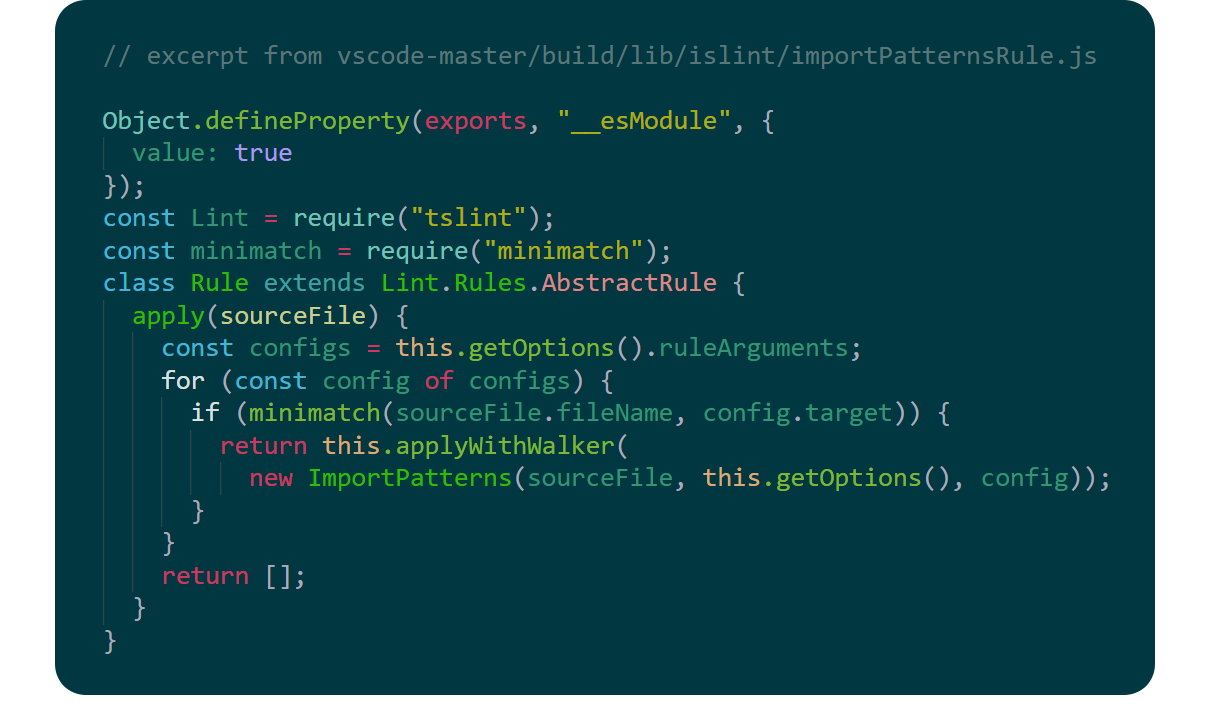 // excerpt from vscode-master/build/lib/islint/importPatternsRule.js
Object.defineProperty(exports, "__esModule", {
  value: true
});
const Lint = require("tslint");
const minimatch = require("minimatch");
class Rule extends Lint.Rules.AbstractRule {
  apply(sourceFile) {
    const configs = this.getOptions().ruleArguments;
    for (const config of configs) {
      if (minimatch(sourceFile.fileName, config.target)) {
        return this.applyWithWalker(
          new ImportPatterns(sourceFile, this.getOptions(), config));
      }
    }
    return [];
  }
}